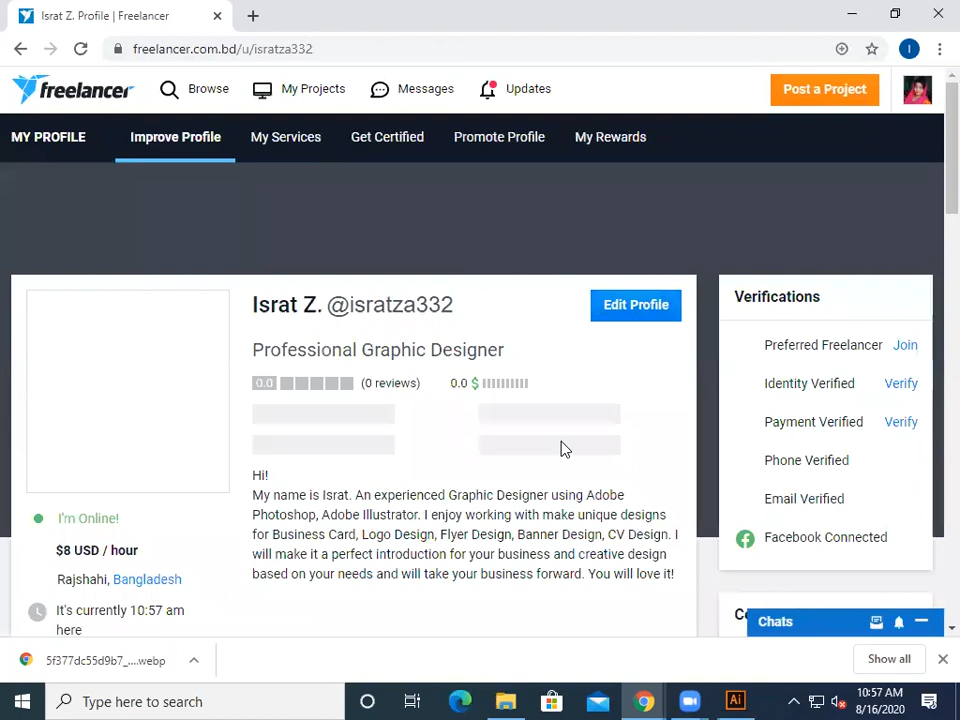 Israt Z. Profile | Freelancer
freelancer.com.bd/u/isratza332
I
freelancer
Browse
My Projects
Messages
Updates
Post a Project
MY PROFILE
Improve Profile
My Services
Get Certified
Promote Profile
My Rewards
Israt Z. @isratza332
Edit Profile
Professional Graphic Designer
0.0 (0 reviews) 0.0 $
Hi!
My name is Israt. An experienced Graphic Designer using Adobe
Photoshop, Adobe Illustrator. I enjoy working with make unique designs
for Business Card, Logo Design, Flyer Design, Banner Design, CV Design. I
will make it a perfect introduction for your business and creative design
based on your needs and will take your business forward. You will love it!
I'm Online!
$8 USD / hour
Rajshahi, Bangladesh
It's currently 10:57 am
here
Verifications
Preferred Freelancer Join
Identity Verified Verify
Payment Verified Verify
Phone Verified
Email Verified
Facebook Connected
Chats
5f377dc55d9b7_....webp
Show all
Type here to search
Ai
10:57 AM
8/16/2020